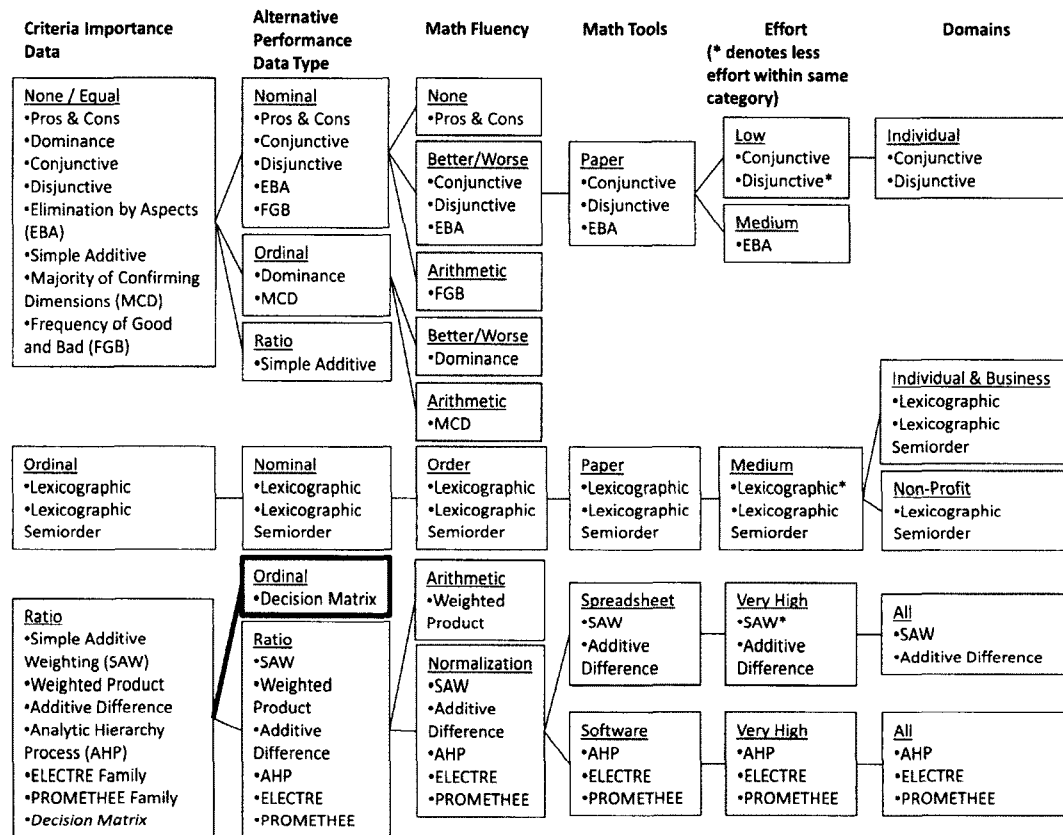 Criteria Importance
Data
Alternative
Performance
Data Type
Math Fluency
Math Tools
Effort
(* denotes less
effort within same
category)
Domains
None / Equal
•Pros & Cons
•Dominance
•Conjunctive
•Disjunctive
•Elimination by Aspects
(EBA)
•Simple Additive
•Majority of Confirming
Dimensions (MCD)
•Frequency of Good
and Bad (FGB)
Nominal
•Pros & Cons
•Conjunctive
•Disjunctive
•EBA
•FGB
Ordinal
•Dominance
•MCD
Ratio
•Simple Additive
None
•Pros & Cons
Better/Worse
•Conjunctive
•Disjunctive
•EBA
Arithmetic
•FGB
Better/Worse
•Dominance
Arithmetic
•MCD
Paper
•Conjunctive
•Disjunctive
•EBA
Low
•Conjunctive
•Disjunctive*
Medium
•EBA
Individual
•Conjunctive
•Disjunctive
Ordinal
•Lexicographic
•Lexicographic
Semiorder
Nominal
•Lexicographic
•Lexicographic
Semiorder
Order
•Lexicographic
•Lexicographic
Semiorder
Paper
•Lexicographic
•Lexicographic
Semiorder
Medium
•Lexicographic*
•Lexicographic
Semiorder
Individual & Business
•Lexicographic
•Lexicographic
Semiorder
Non-Profit
•Lexicographic
Semiorder
Ratio
•Simple Additive
Weighting (SAW)
•Weighted Product
•Additive Difference
•Analytic Hierarchy
Process (AHP)
•ELECTRE Family
•PROMETHEE Family
•Decision Matrix
Ordinal
•Decision Matrix
Ratio
•SAW
•Weighted
Product
•Additive
Difference
•AHP
•ELECTRE
•PROMETHEE
Arithmetic
•Weighted
Product
Normalization
•SAW
•Additive
Difference
•AHP
•ELECTRE
•PROMETHEE
Spreadsheet
•SAW
•Additive
Difference
Software
•AHP
•ELECTRE
•PROMETHEE
Very High
•SAW*
•Additive
Difference
Very High
•AHP
•ELECTRE
•PROMETHEE
All
•SAW
•Additive Difference
All
•AHP
•ELECTRE
•PROMETHEE